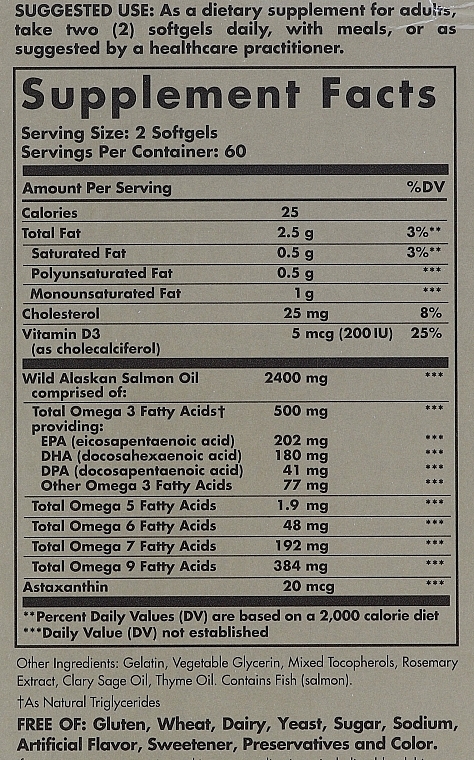 SUGGESTED USE: As a dietary supplement for adults,
take two (2) softgels daily, with meals, or as
suggested by a healthcare practitioner.
Supplement Facts
Serving Size: 2 Softgels
Servings Per Container: 60
Amount Per Serving %DV
Calories 25
Total Fat 2.5 g 3%**
Saturated Fat 0.5 g 3%**
Polyunsaturated Fat 0.5 g ***
Monounsaturated Fat 1 g ***
Cholesterol 25 mg 8%
Vitamin D3 5 mcg (200 IU) 25%
(as cholecalciferol)
Wild Alaskan Salmon Oil 2400 mg ***
comprised of:
Total Omega 3 Fatty Acids† 500 mg ***
providing:
EPA (eicosapentaenoic acid) 202 mg ***
DHA (docosahexaenoic acid) 180 mg ***
DPA (docosapentaenoic acid) 41 mg ***
Other Omega 3 Fatty Acids 77 mg ***
Total Omega 5 Fatty Acids 1.9 mg ***
Total Omega 6 Fatty Acids 48 mg ***
Total Omega 7 Fatty Acids 192 mg ***
Total Omega 9 Fatty Acids 384 mg ***
Astaxanthin 20 mcg ***
**Percent Daily Values (DV) are based on a 2,000 calorie diet
***Daily Value (DV) not established
Other Ingredients: Gelatin, Vegetable Glycerin, Mixed Tocopherols, Rosemary
Extract, Clary Sage Oil, Thyme Oil. Contains Fish (salmon).
†As Natural Triglycerides
FREE OF: Gluten, Wheat, Dairy, Yeast, Sugar, Sodium,
Artificial Flavor, Sweetener, Preservatives and Color.